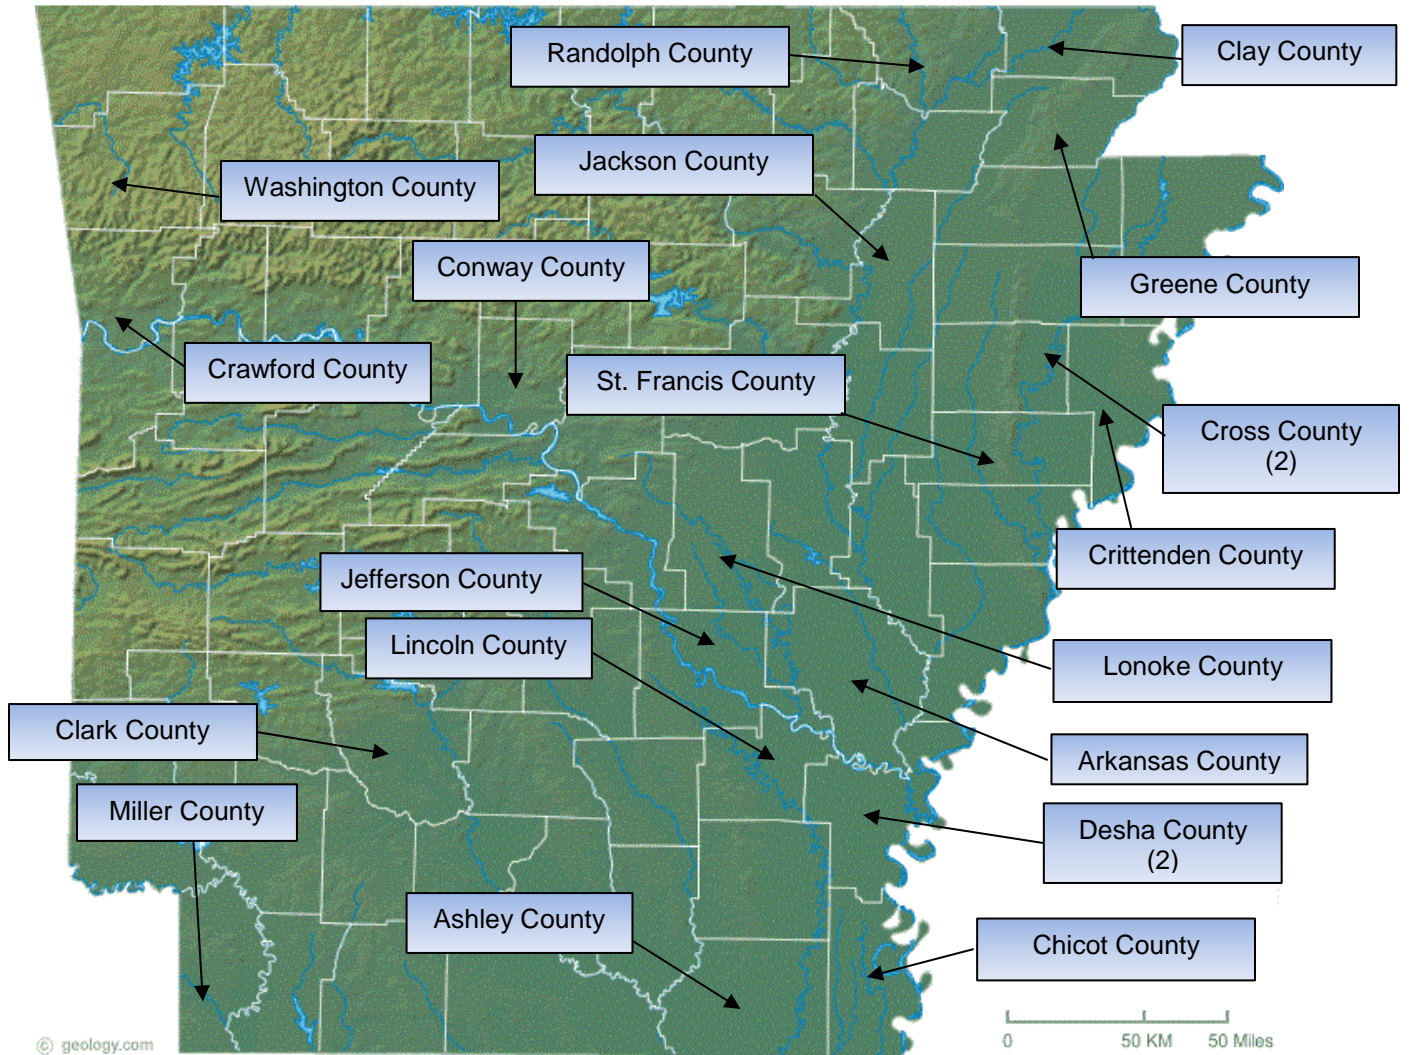 Randolph County
Clay County
Jackson County
Washington County
Conway County
Greene County
Crawford County
St. Francis County
Cross County
(2)
Crittenden County
Jefferson County
Lincoln County
Lonoke County
Clark County
Arkansas County
Miller County
Desha County
(2)
Ashley County
Chicot County
0 50 KM 50 Miles
© geology.com